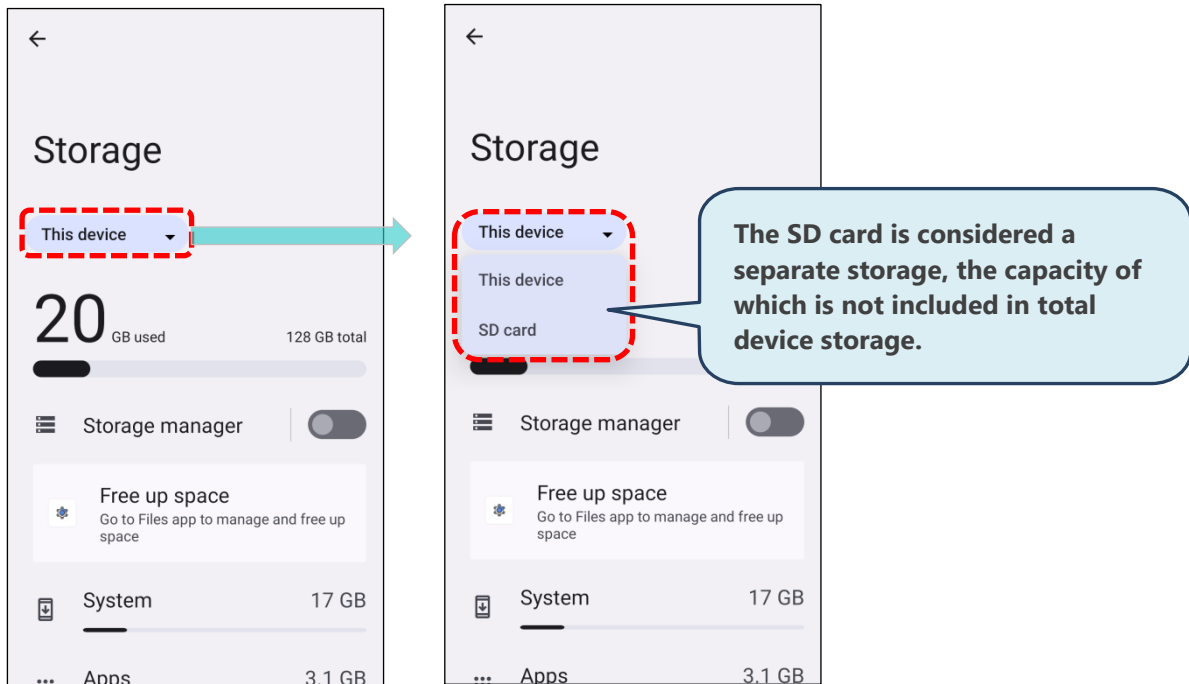 Storage
This device
20 GB used 128 GB total
Storage manager
Free up space
Go to Files app to manage and free up
space
System 17 GB
Apps 3.1 GB
Storage
This device
This device
SD card
Storage manager
Free up space
Go to Files app to manage and free up
space
System 17 GB
Apps 3.1 GB
The SD card is considered a
separate storage, the capacity of
which is not included in total
device storage.